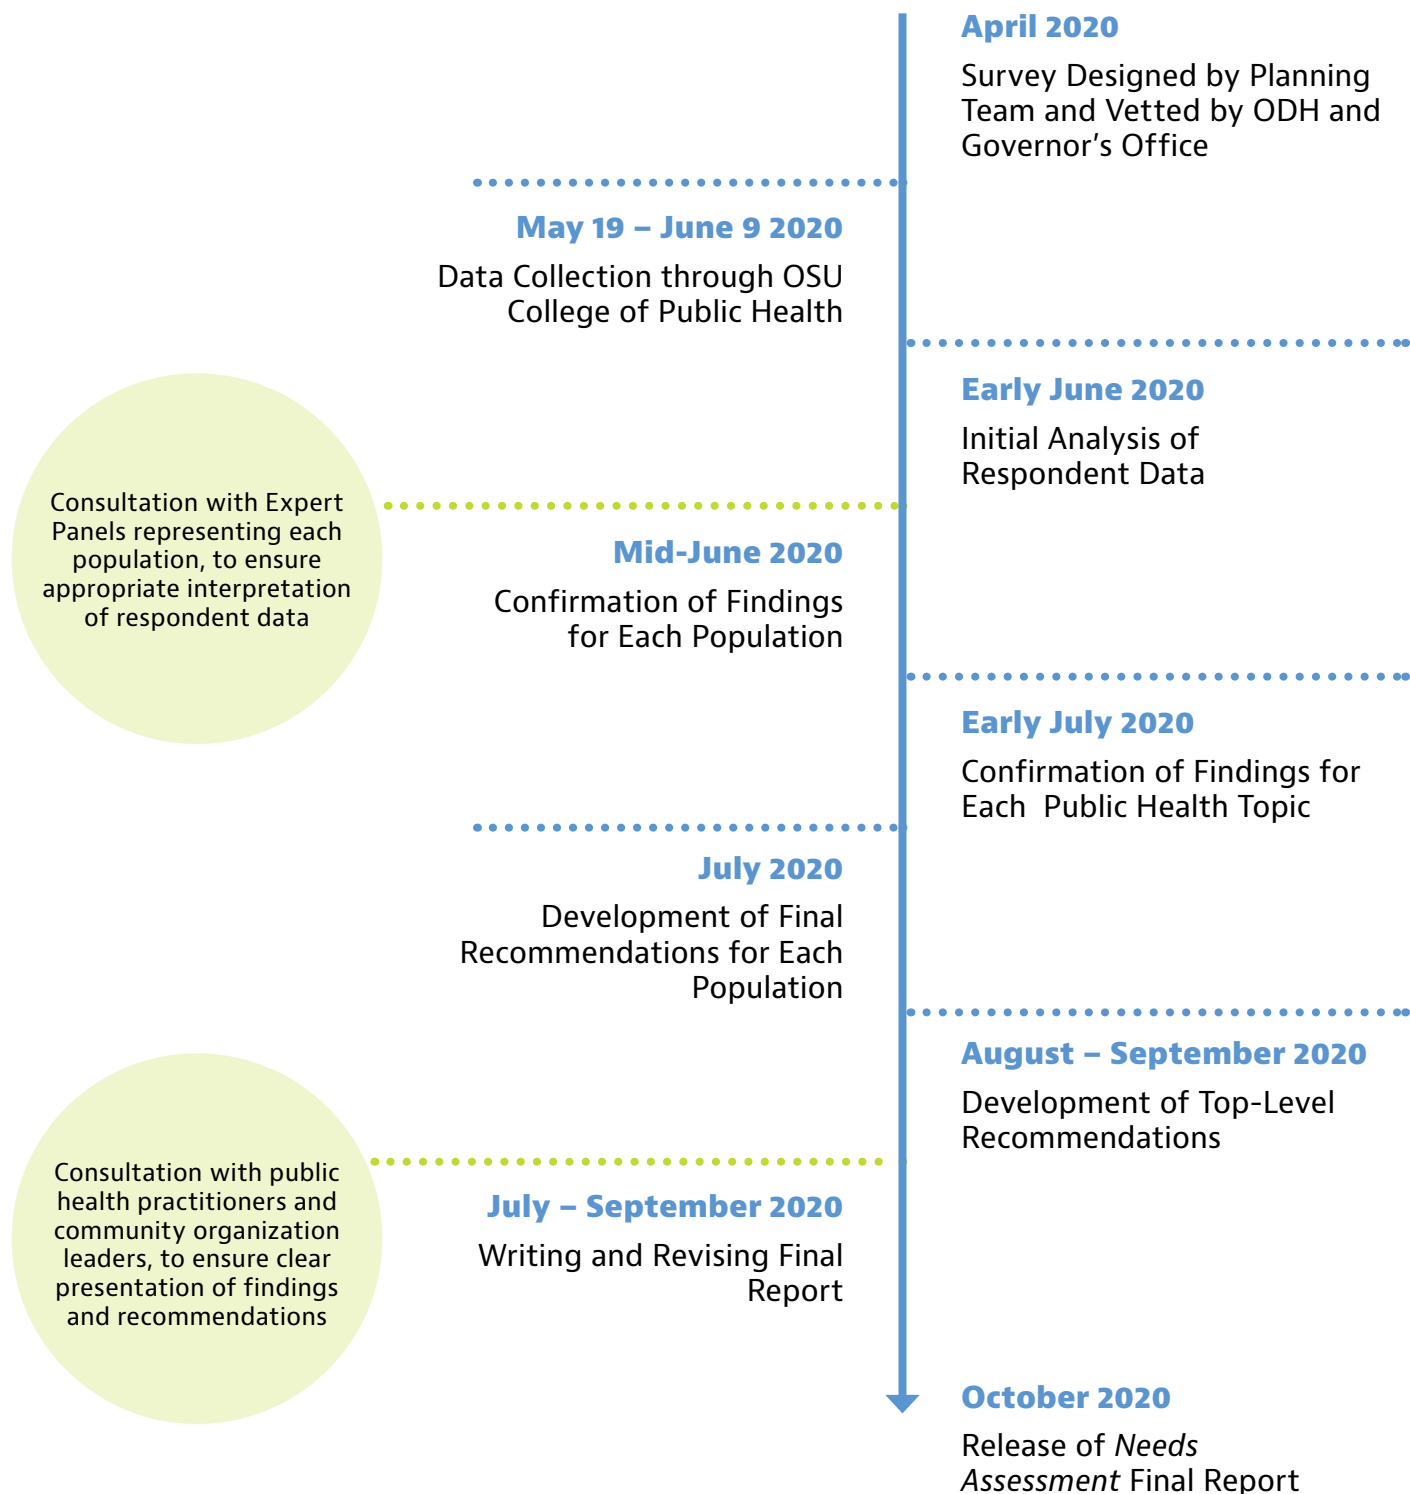 April 2020
Survey Designed by Planning
Team and Vetted by ODH and
Governor's Office
May 19 – June 9 2020
Data Collection through OSU
College of Public Health
Early June 2020
Initial Analysis of
Respondent Data
Consultation with Expert
Panels representing each
population, to ensure
appropriate interpretation
of respondent data
Mid-June 2020
Confirmation of Findings
for Each Population
Early July 2020
Confirmation of Findings for
Each  Public Health Topic
July 2020
Development of Final
Recommendations for Each
Population
August – September 2020
Development of Top-Level
Recommendations
Consultation with public
health practitioners and
community organization
leaders, to ensure clear
presentation of findings
and recommendations
July – September 2020
Writing and Revising Final
Report
October 2020
Release of Needs
Assessment Final Report